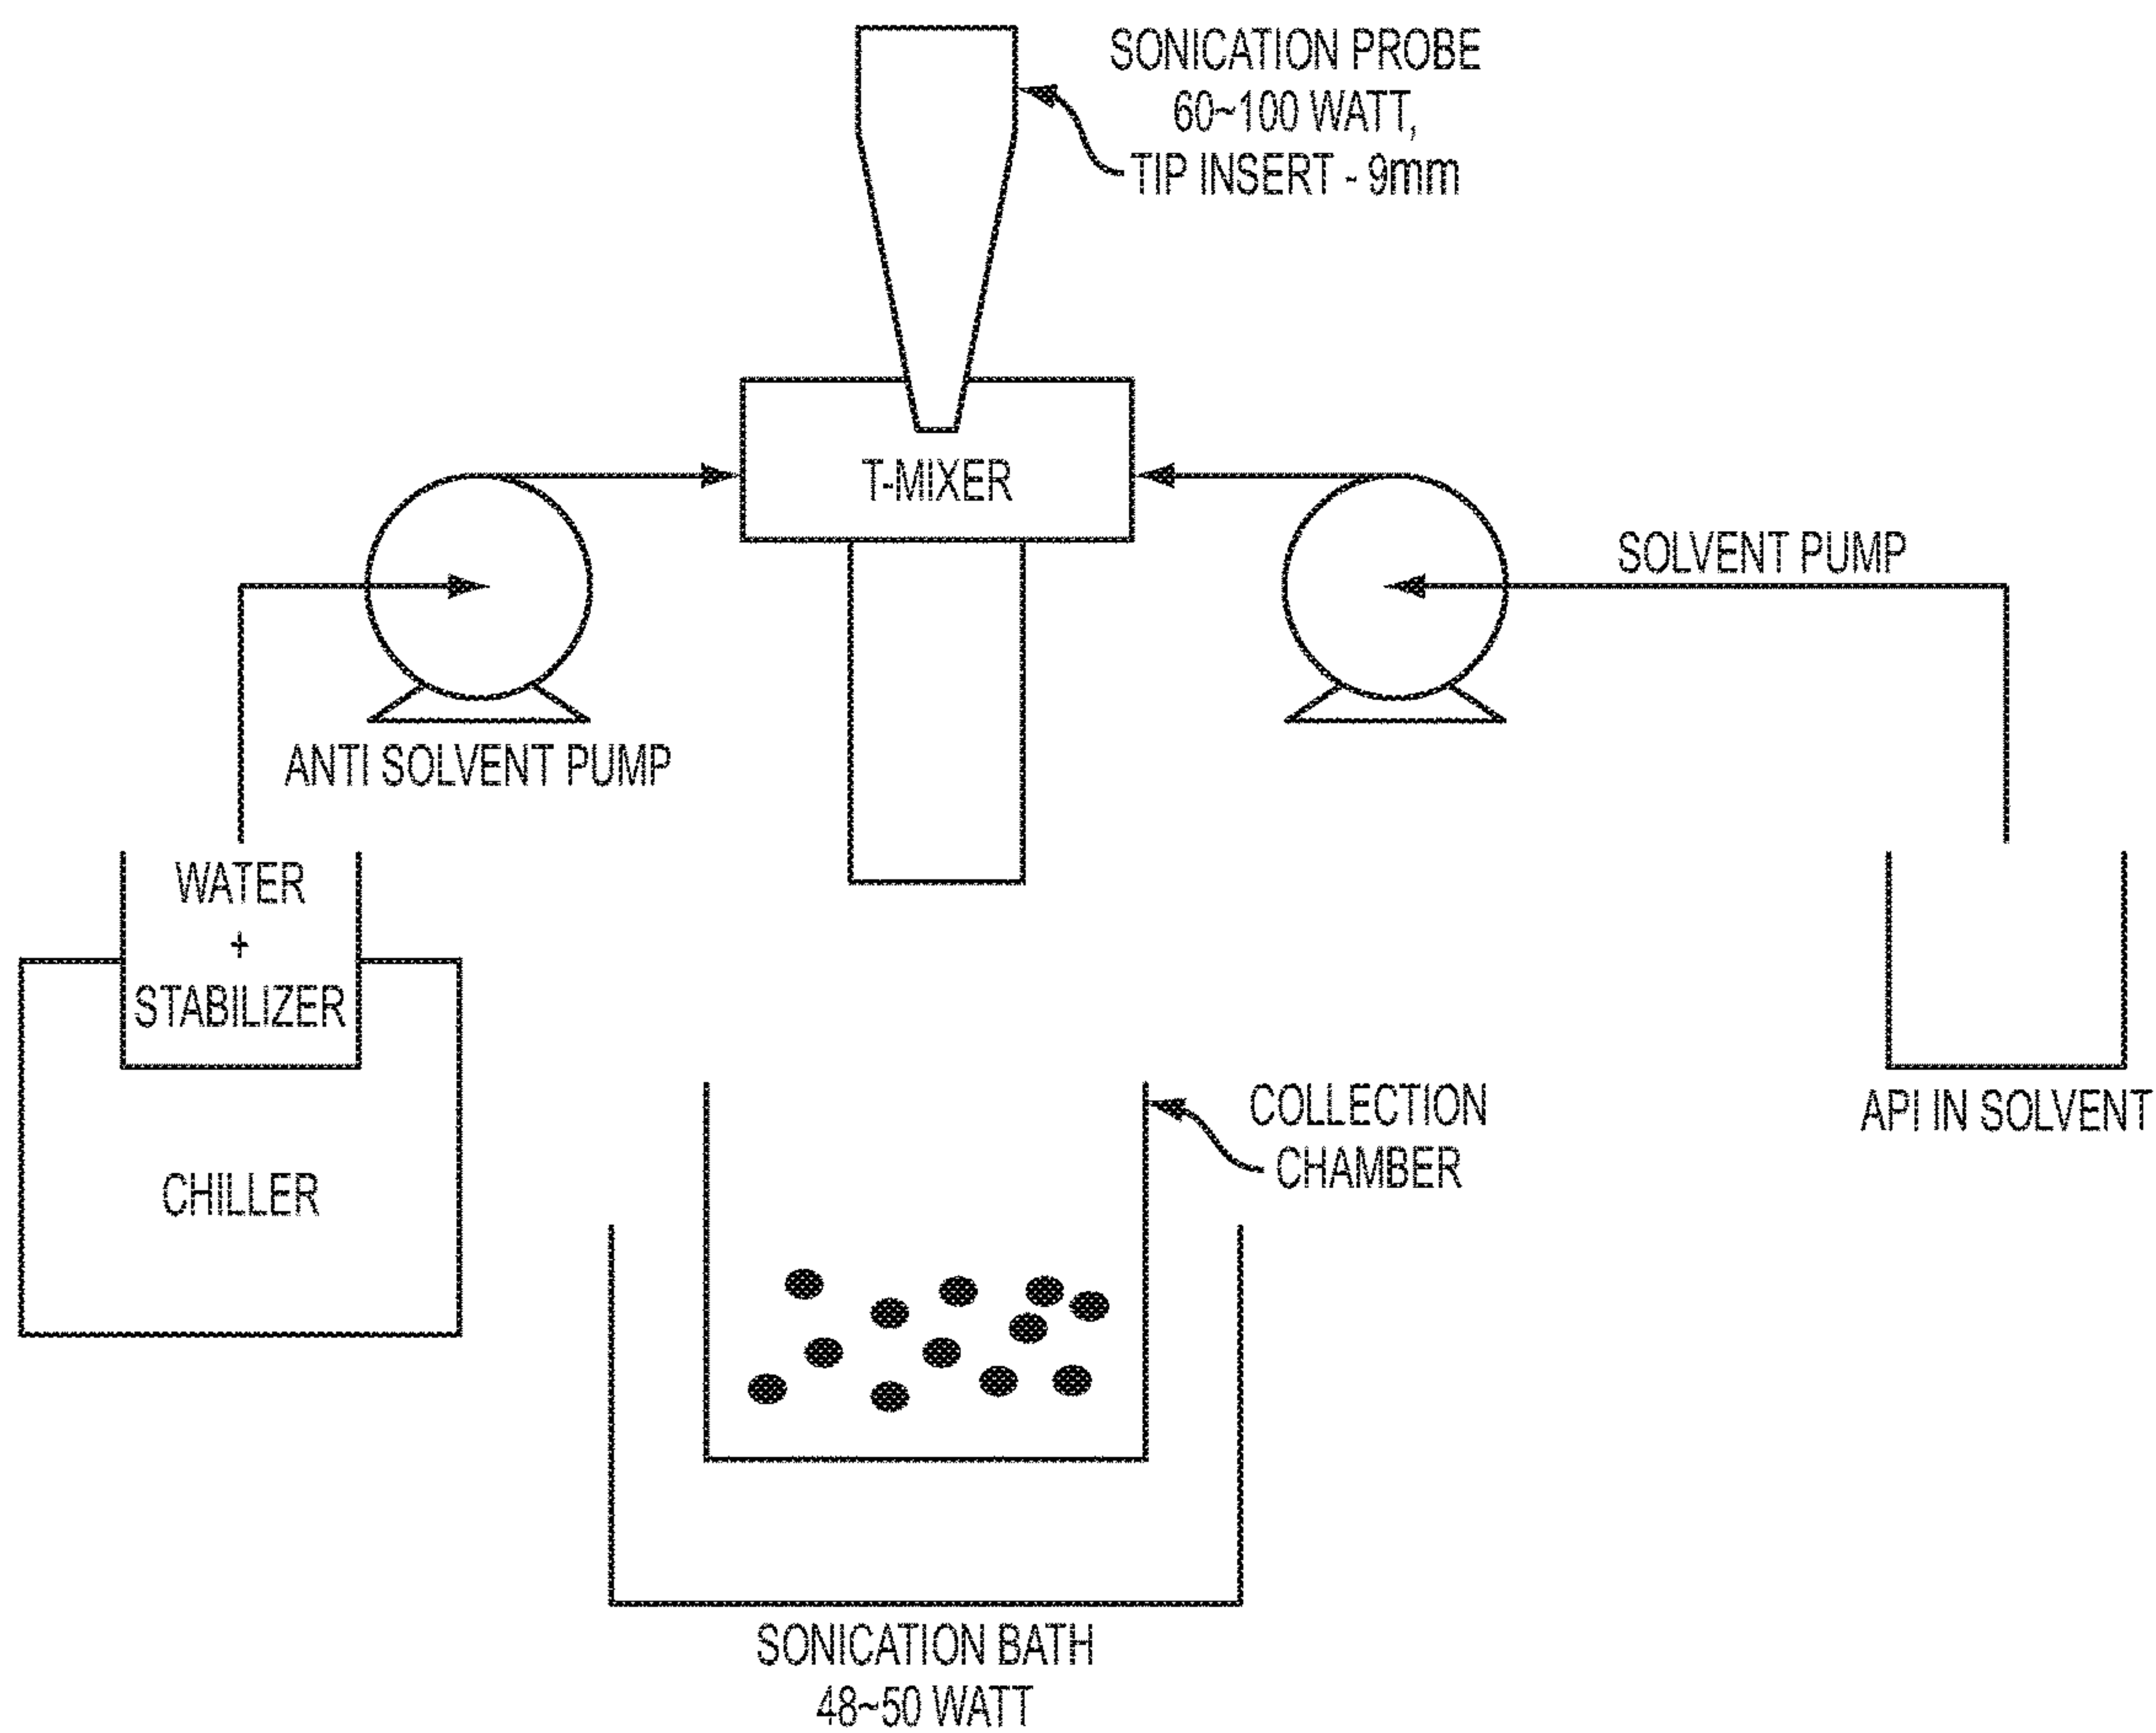 SONICATION PROBE
60~100 WATT,
TIP INSERT - 9mm
T-MIXER
SOLVENT PUMP
ANTI SOLVENT PUMP
WATER
+
STABILIZER
CHILLER
COLLECTION
CHAMBER
API IN SOLVENT
SONICATION BATH
48~50 WATT